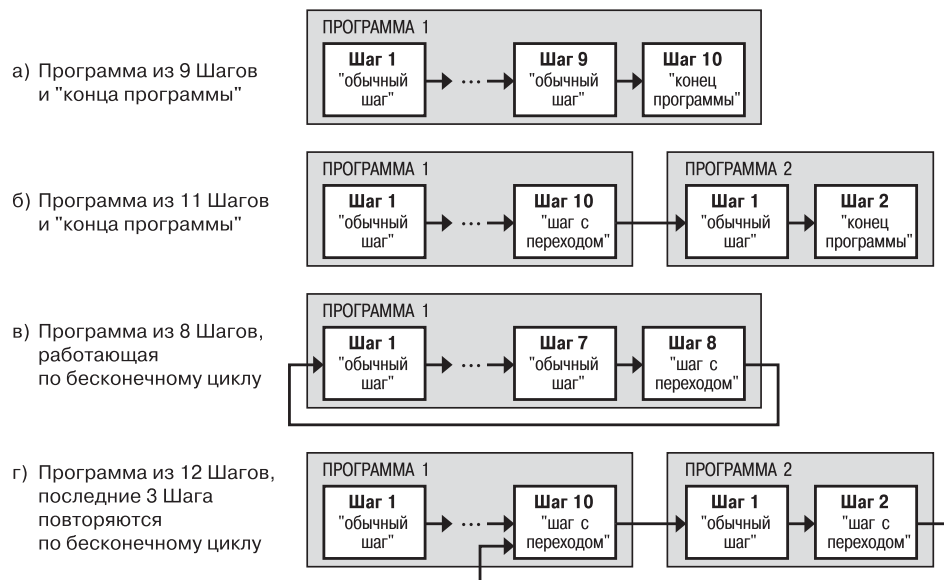 а) Программа из 9 Шагов
и "конца программы"
ПРОГРАММА 1
Шаг 1
"обычный
шаг"
...
Шаг 9
"обычный
шаг"
Шаг 10
"конец
программы"
б) Программа из 11 Шагов
и "конца программы"
ПРОГРАММА 1
Шаг 1
"обычный
шаг"
...
Шаг 10
"шаг с
переходом"
ПРОГРАММА 2
Шаг 1
"обычный
шаг"
Шаг 2
"конец
программы"
в) Программа из 8 Шагов,
работающая
по бесконечному циклу
ПРОГРАММА 1
Шаг 1
"обычный
шаг"
...
Шаг 7
"обычный
шаг"
Шаг 8
"шаг с
переходом"
г) Программа из 12 Шагов,
последние 3 Шага
повторяются
по бесконечному циклу
ПРОГРАММА 1
Шаг 1
"обычный
шаг"
...
Шаг 10
"шаг с
переходом"
ПРОГРАММА 2
Шаг 1
"обычный
шаг"
Шаг 2
"шаг с
переходом"